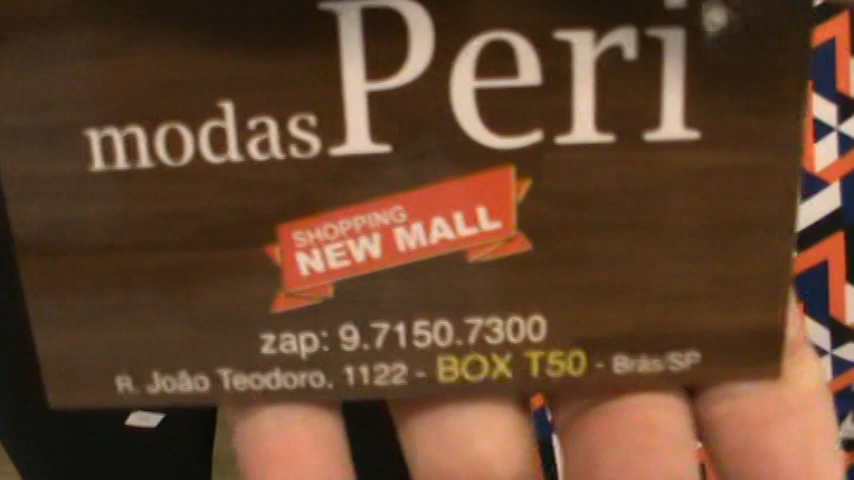 modas Peri
SHOPPING
NEW MALL
zap: 9.7150.7300
R. João Teodoro, 1122 - BOX T50 - Brás/SP